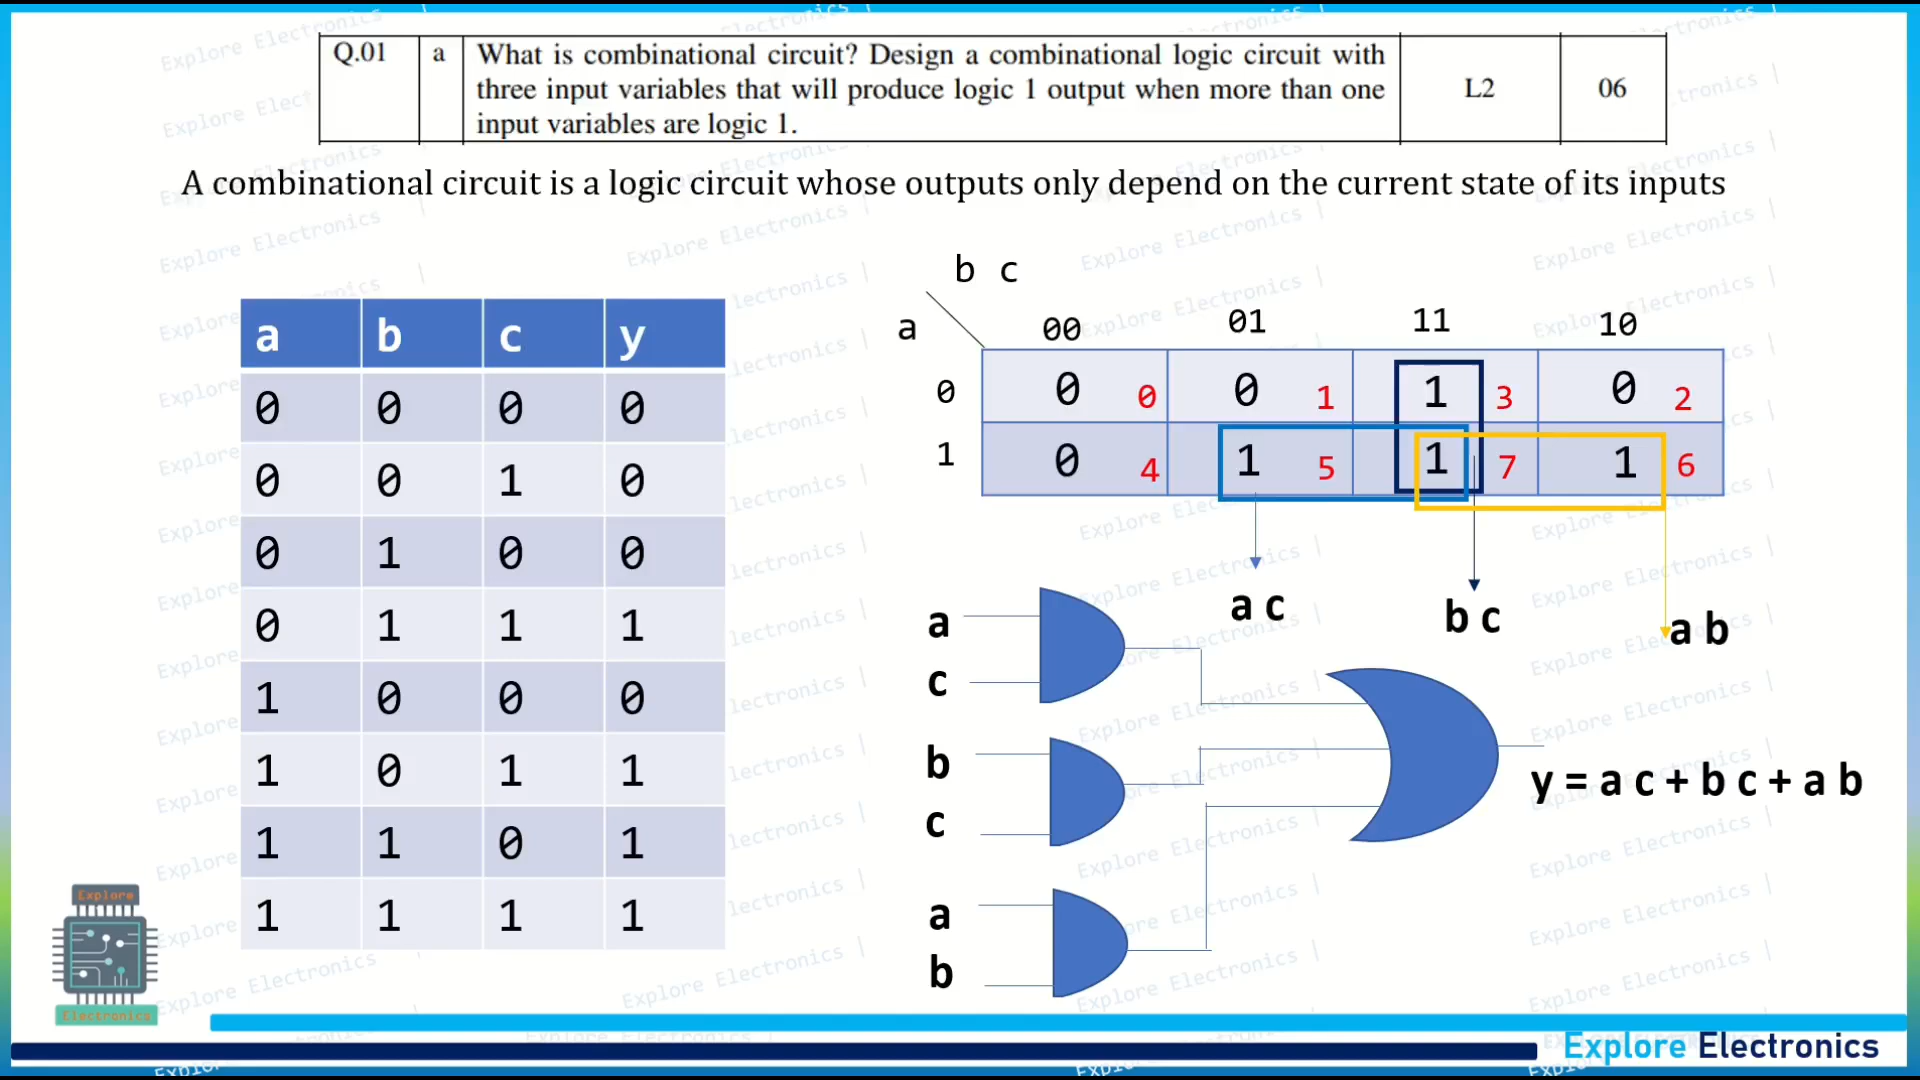 Q.01 a What is combinational circuit? Design a combinational logic circuit with L2 06
three input variables that will produce logic 1 output when more than one
input variables are logic 1.
A combinational circuit is a logic circuit whose outputs only depend on the current state of its inputs
a b c y
0 0 0 0
0 0 1 0
0 1 0 0
0 1 1 1
1 0 0 0
1 0 1 1
1 1 0 1
1 1 1 1
b c
a 00 01 11 10
0 0 0 0 1 1 3 0 2
1 0 4 1 5 1 7 1 6
a c
b c
a b
a
c
b
c
a
b
y = a c + b c + a b
Explore
Electronics
Explore Electronics